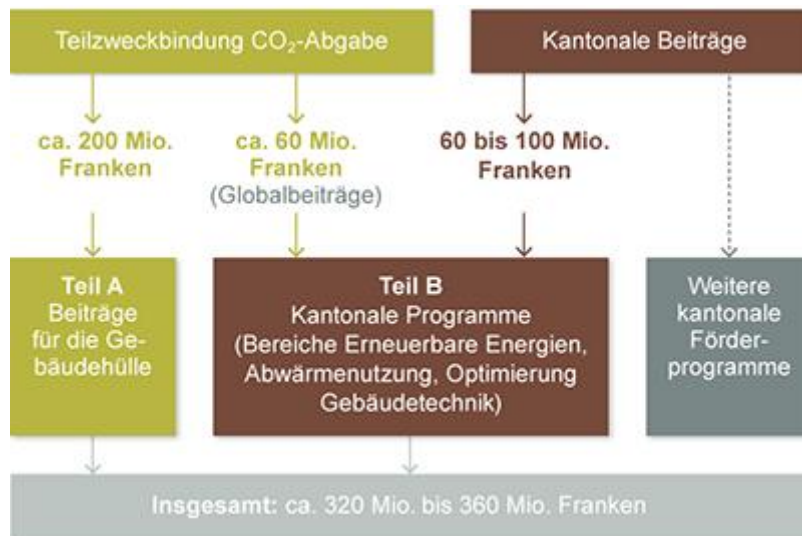 Teilzweckbindung CO₂-Abgabe
Kantonale Beiträge
ca. 200 Mio.
Franken
ca. 60 Mio.
Franken
(Globalbeiträge)
60 bis 100 Mio.
Franken
Teil A
Beiträge
für die Ge-
bäudehülle
Teil B
Kantonale Programme
(Bereiche Erneuerbare Energien,
Abwärmenutzung, Optimierung
Gebäudetechnik)
Weitere
kantonale
Förder-
programme
Insgesamt: ca. 320 Mio. bis 360 Mio. Franken